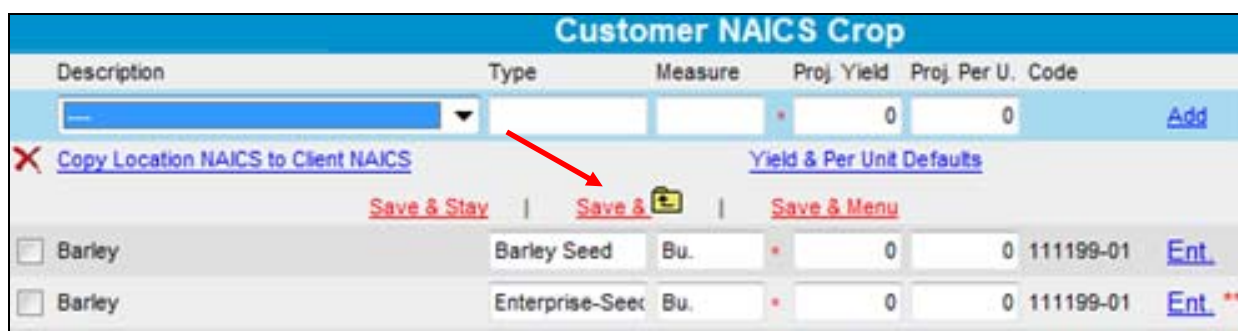 Customer NAICS Crop
Description Type Measure Proj. Yield Proj. Per U. Code
--- * 0 0 Add
Copy Location NAICS to Client NAICS Yield & Per Unit Defaults
Save & Stay | Save & | Save & Menu
Barley Barley Seed Bu. * 0 0 111199-01 Ent.
Barley Enterprise-Seec Bu. * 0 0 111199-01 Ent. **